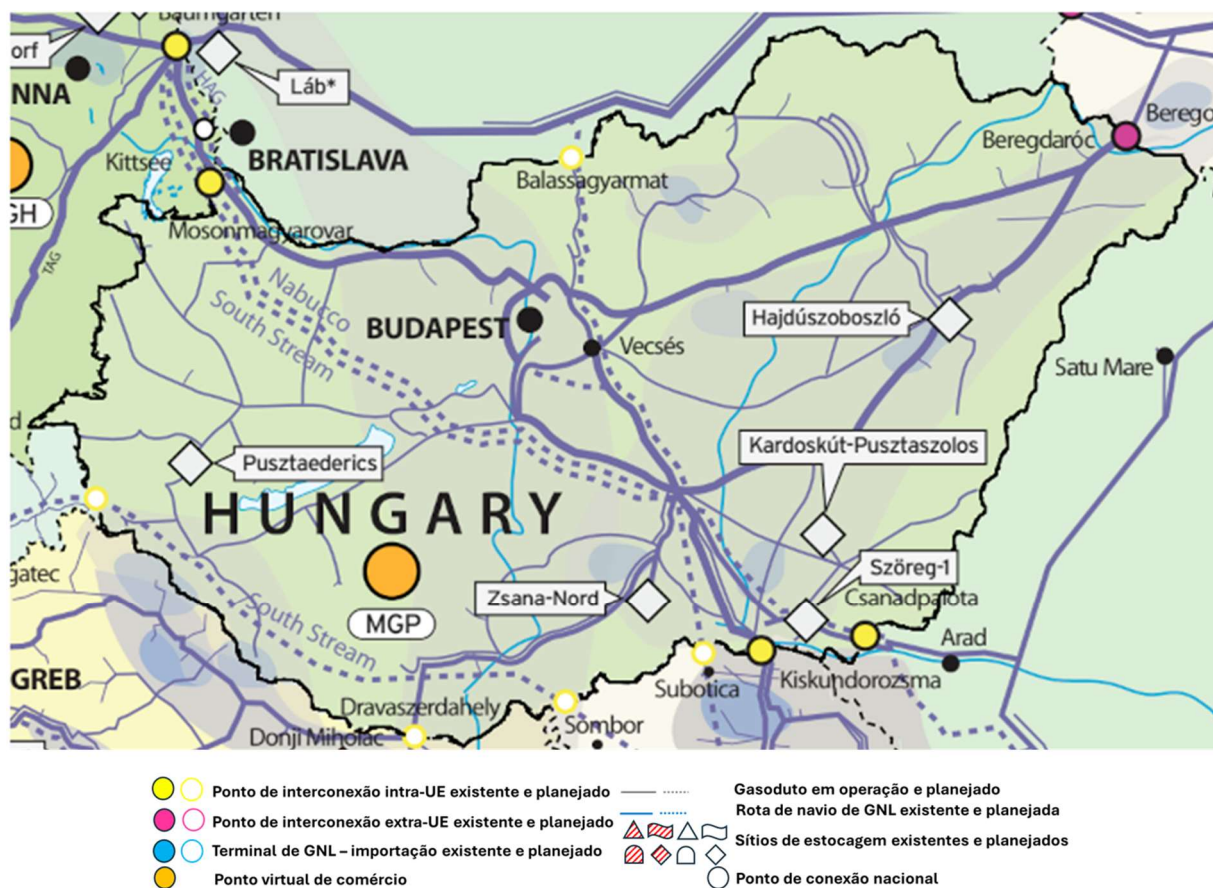 Baumgarten
orf
Láb*
NNA
HAG
BRATISLAVA
Kittsee
GH
Mosonmagyarovar
TAG
Balassagyarmat
Beregdaróc
Berego
Nabucco
South Stream
BUDAPEST
Vecsés
Hajdúszoboszló
Satu Mare
Kardoskút-Pusztaszolos
Pusztaederics
HUNGARY
d
gatec
MGP
Zsana-Nord
Szöreg-1
Csanadpalota
Arad
South Stream
GREB
Subotica
Kiskundorozsma
Dravaszerdahely
Donji Miholac
Sombor
Ponto de interconexão intra-UE existente e planejado
Ponto de interconexão extra-UE existente e planejado
Terminal de GNL – importação existente e planejado
Ponto virtual de comércio
Gasoduto em operação e planejado
Rota de navio de GNL existente e planejada
Sítios de estocagem existentes e planejados
Ponto de conexão nacional